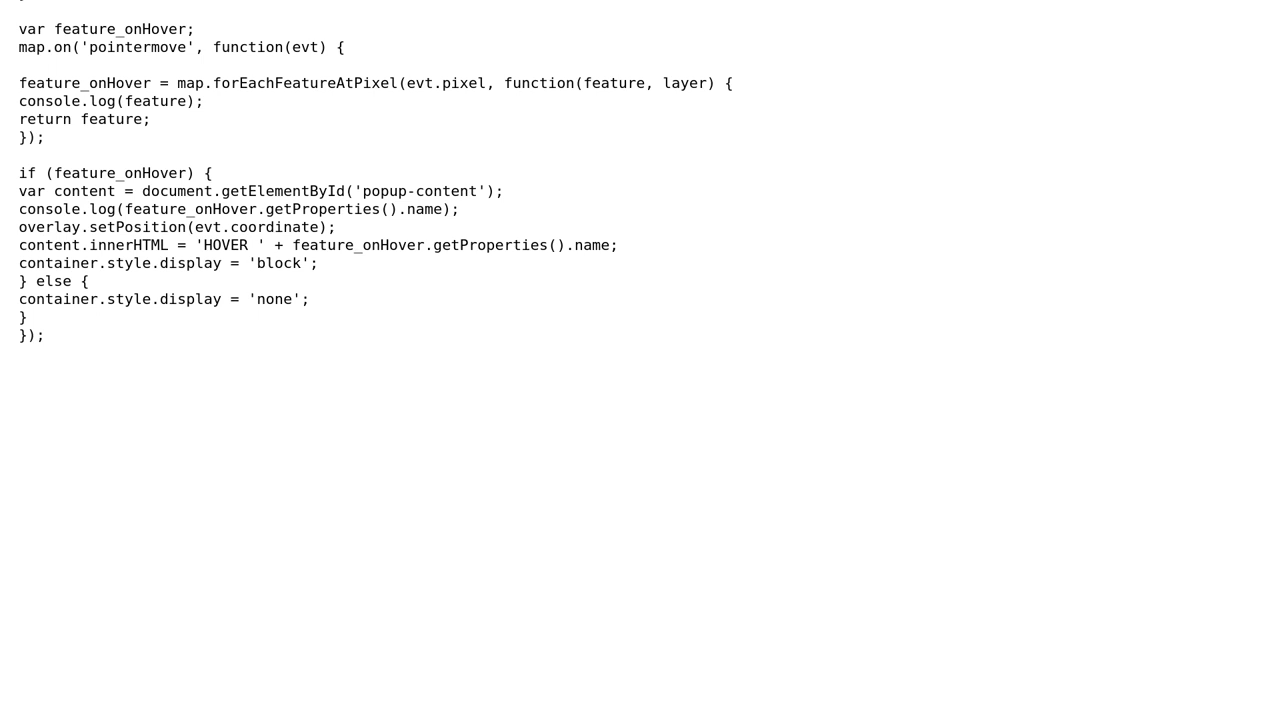 var feature_onHover;
map.on('pointermove', function(evt) {
feature_onHover = map.forEachFeatureAtPixel(evt.pixel, function(feature, layer) {
console.log(feature);
return feature;
});
if (feature_onHover) {
var content = document.getElementById('popup-content');
console.log(feature_onHover.getProperties().name);
overlay.setPosition(evt.coordinate);
content.innerHTML = 'HOVER ' + feature_onHover.getProperties().name;
container.style.display = 'block';
} else {
container.style.display = 'none';
}
});